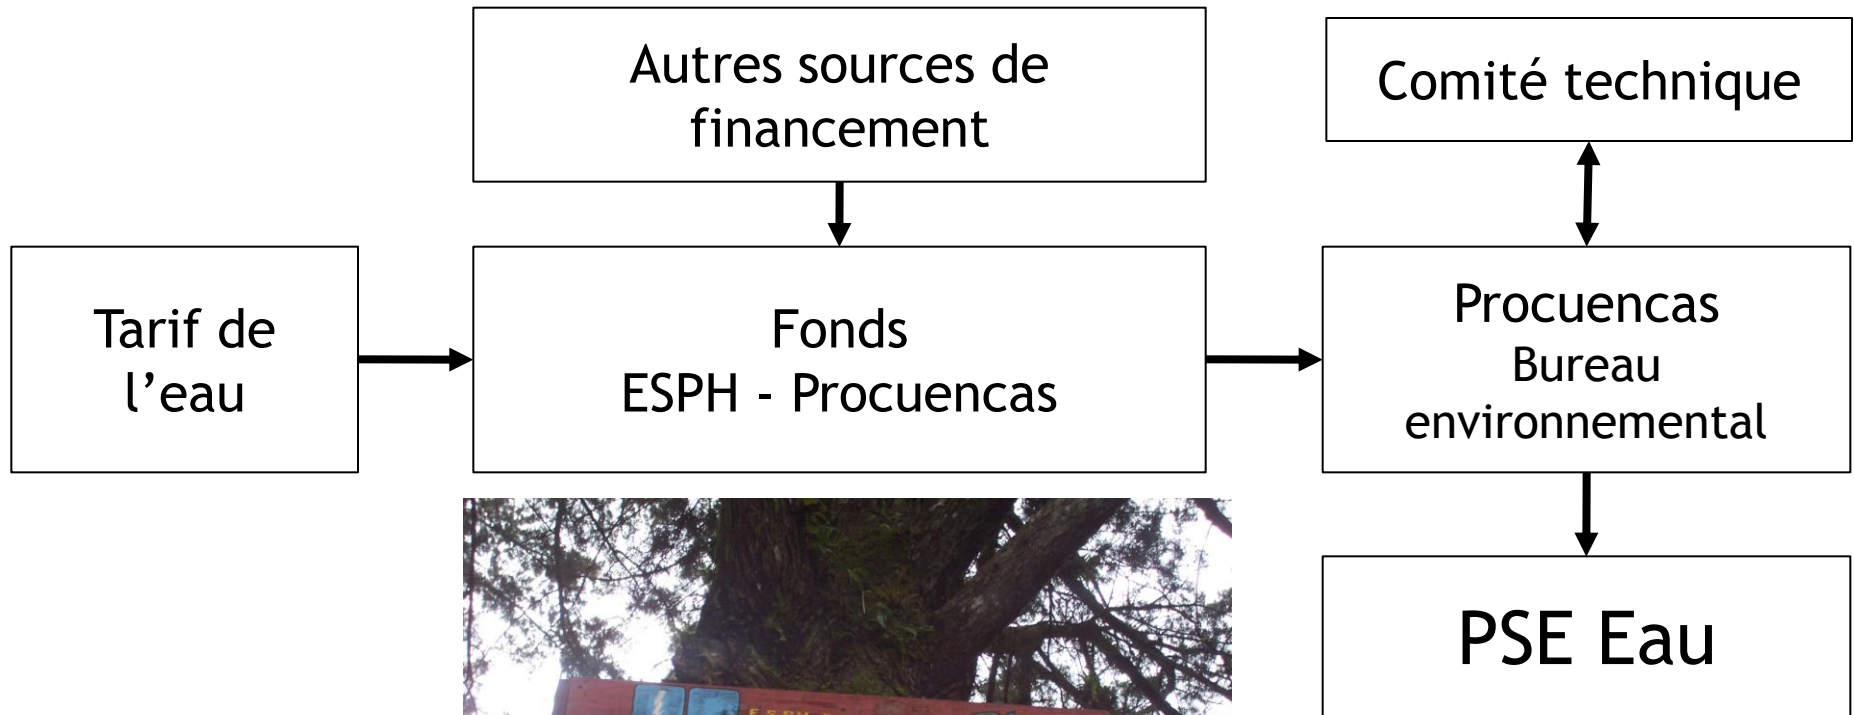 Autres sources de
financement
Comité technique
Tarif de
l’eau
Fonds
ESPH - Procuencas
Procuencas
Bureau
environnemental
PSE Eau